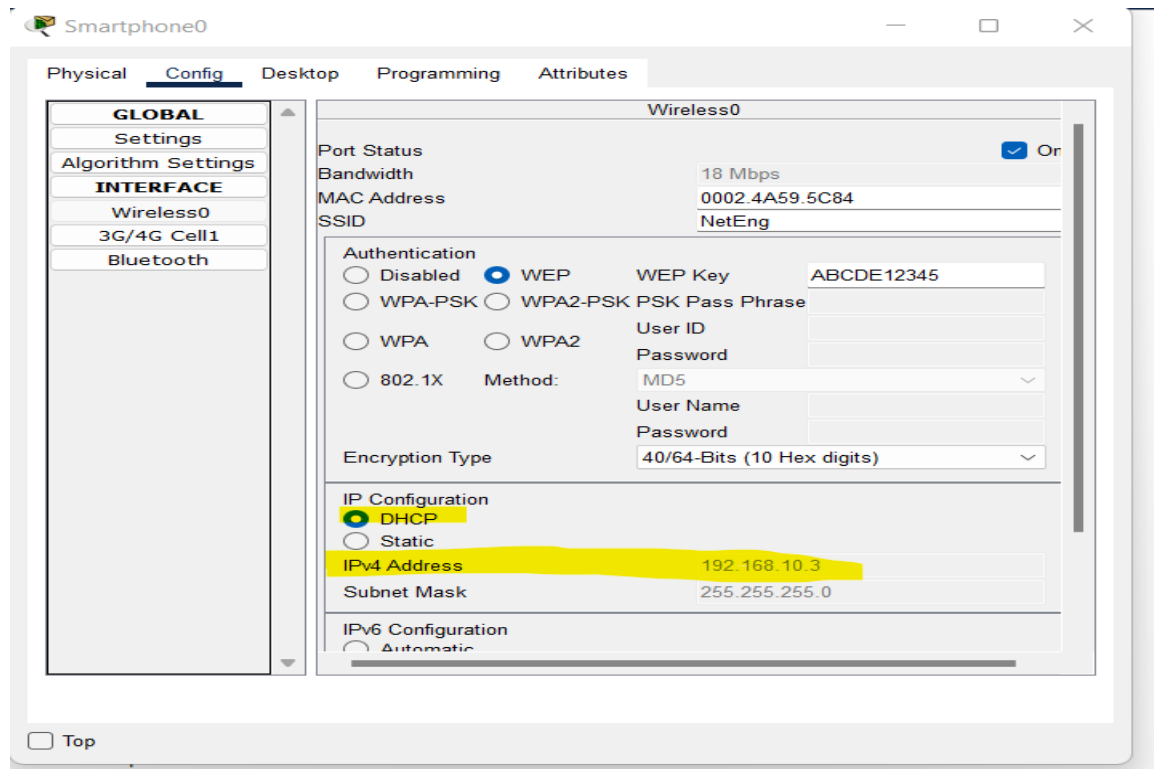 Smartphone0
Physical Config Desktop Programming Attributes
GLOBAL
Settings
Algorithm Settings
INTERFACE
Wireless0
3G/4G Cell1
Bluetooth
Wireless0
Port Status On
Bandwidth 18 Mbps
MAC Address 0002.4A59.5C84
SSID NetEng
Authentication
Disabled WEP WEP Key ABCDE12345
WPA-PSK WPA2-PSK PSK Pass Phrase
User ID
WPA WPA2
Password
802.1X Method: MD5
User Name
Password
Encryption Type 40/64-Bits (10 Hex digits)
IP Configuration
DHCP
Static
IPv4 Address 192.168.10.3
Subnet Mask 255.255.255.0
IPv6 Configuration
Automatic
Top